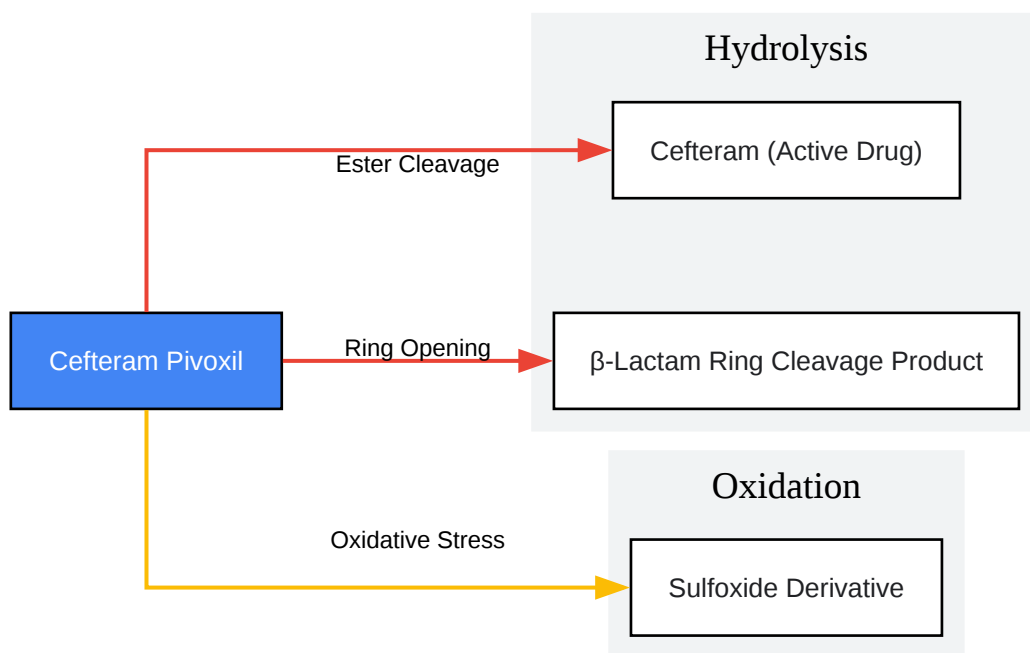 Hydrolysis
Cefteram (Active Drug)
Ester Cleavage
Cefteram Pivoxil
Ring Opening
β-Lactam Ring Cleavage Product
Oxidation
Oxidative Stress
Sulfoxide Derivative